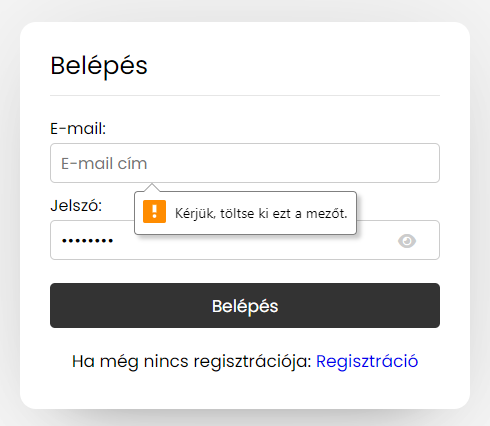 Belépés
E-mail:
E-mail cím
Kérjük, töltse ki ezt a mezőt.
Jelszó:
••••••••
Belépés
Ha még nincs regisztrációja: Regisztráció